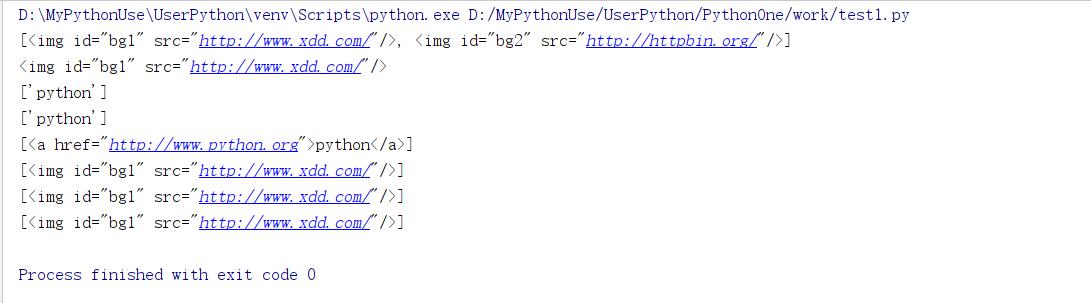 D:\MyPythonUse\UserPython\venv\Scripts\python.exe D:/MyPythonUse/UserPython/PythonOne/work/test1.py
[<img id="bg1" src="http://www.xdd.com/"/>, <img id="bg2" src="http://httpbin.org/"/>]
<img id="bg1" src="http://www.xdd.com/"/>
['python']
['python']
[<a href="http://www.python.org">python</a>]
[<img id="bg1" src="http://www.xdd.com/"/>]
[<img id="bg1" src="http://www.xdd.com/"/>]
[<img id="bg1" src="http://www.xdd.com/"/>]
Process finished with exit code 0